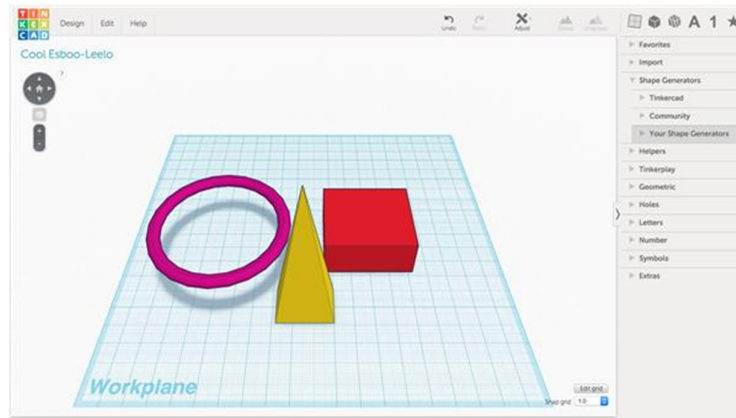 TIN
KER
CAD
Design
Edit
Help
Undo
Redo
Adjust
Group
Ungroup
A 1
Cool Esboo-Leelo
?
Favorites
Import
Shape Generators
Tinkercad
Community
Your Shape Generators
Helpers
Tinkerplay
Geometric
Holes
Letters
Number
Symbols
Extras
Workplane
Edit grid
Snap grid 1.0